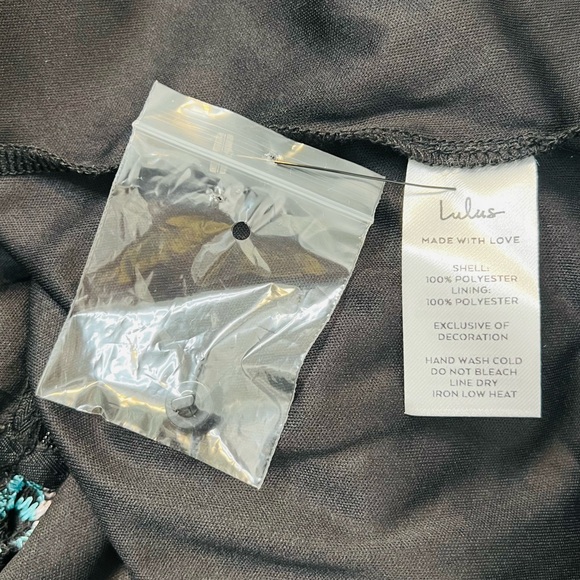 Lulus
MADE WITH LOVE
SHELL:
100% POLYESTER
LINING:
100% POLYESTER
EXCLUSIVE OF
DECORATION
HAND WASH COLD
DO NOT BLEACH
LINE DRY
IRON LOW HEAT